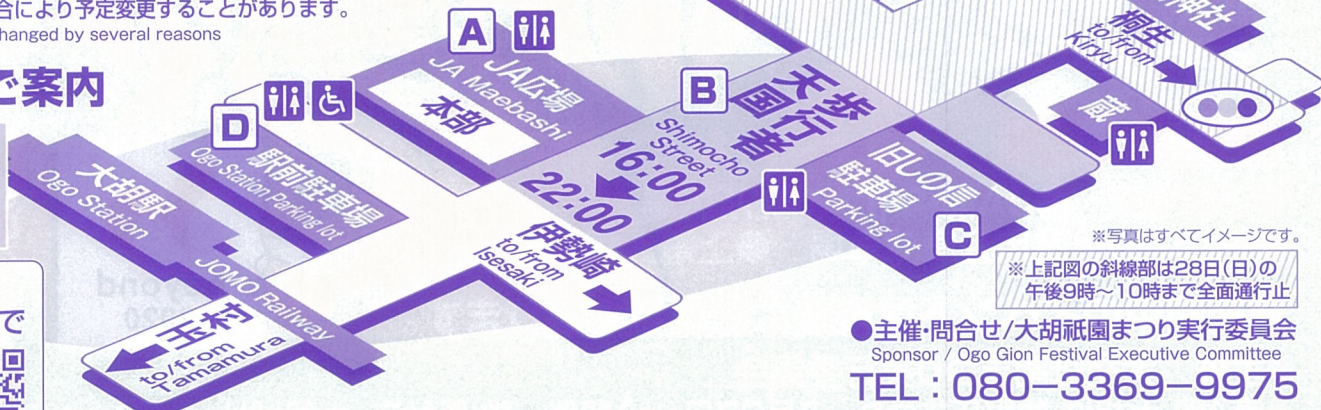 合により予定変更することがあります。
hanged by several reasons
ご案内
A
JA広場
JA Maebashi
本部
B
歩行者
天国
Shimocho
Street
16:00
22:00
桐生
to/from
Kiryu
神社
蔵
D
駅前駐車場
Ogo Station Parking lot
大胡駅
Ogo Station
旧しの信
駐車場
Parking lot
C
伊勢崎
to/from
Isesaki
JOMO Railway
玉村
to/from
Tamamura
で
※写真はすべてイメージです。
※上記図の斜線部は28日(日)の
午後9時〜10時まで全面通行止
●主催・問合せ/大胡祇園まつり実行委員会
Sponsor / Ogo Gion Festival Executive Committee
TEL：080−3369−9975